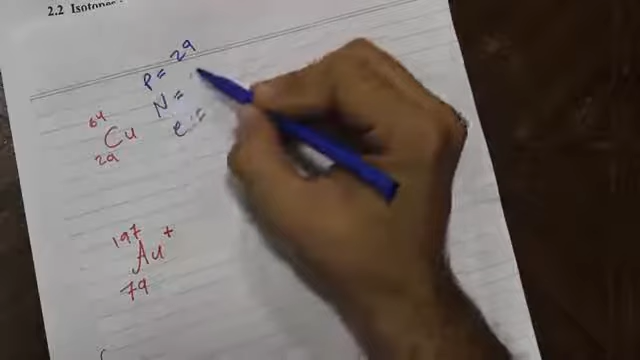 2.2 Isotopes
P = 29
N =
e =
64
Cu
29
197 +
Au
79